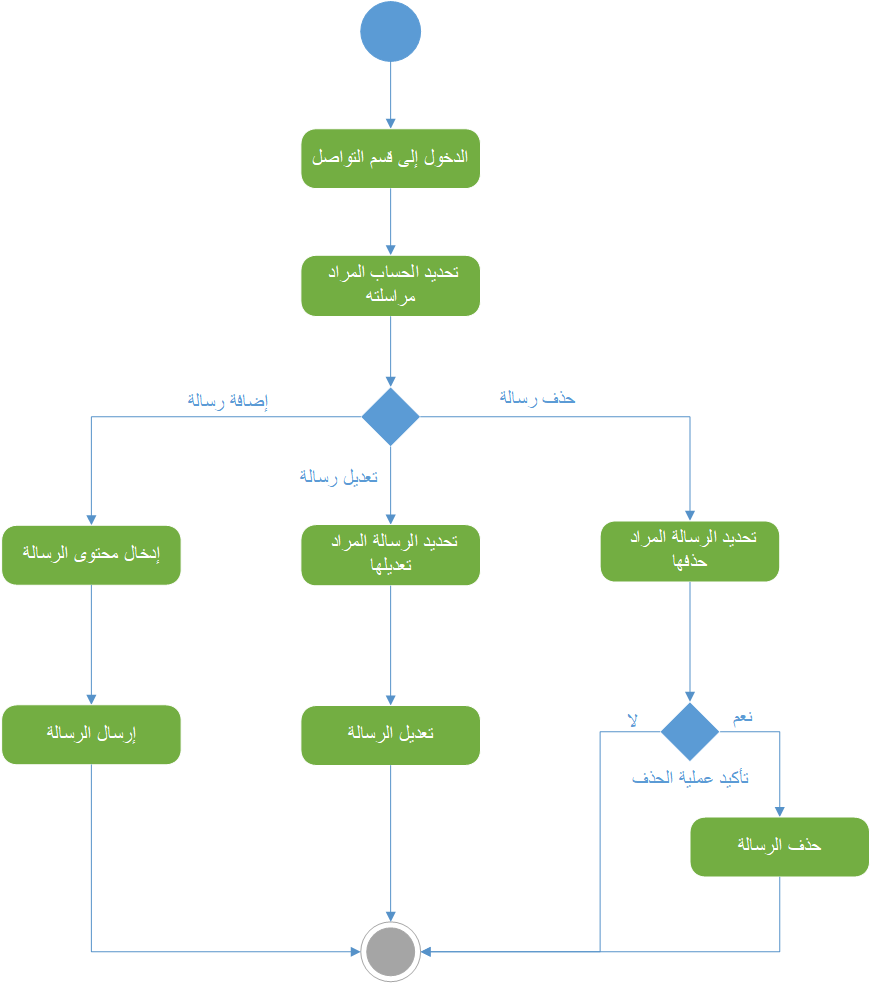 الدخول إلى قسم التواصل
تحديد الحساب المراد
مراسلته
حذف رسالة
إضافة رسالة
تعديل رسالة
تحديد الرسالة المراد
حذفها
تحديد الرسالة المراد
تعديلها
إدخال محتوى الرسالة
نعم
لا
تأكيد عملية الحذف
تعديل الرسالة
إرسال الرسالة
حذف الرسالة